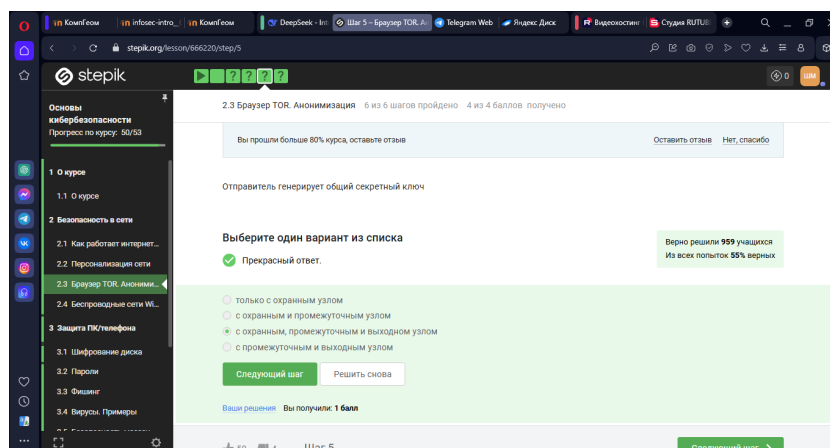 КомпГеом
infosec-intro_
КомпГеом
DeepSeek - Int
Шаг 5 – Браузер TOR. А
Telegram Web
Яндекс Диск
Видеохостинг
Студия RUTUB
stepik.org/lesson/666220/step/5
stepik
0
ШМ
Основы
кибербезопасности
Прогресс по курсу: 50/53
2.3 Браузер TOR. Анонимизация 6 из 6 шагов пройдено 4 из 4 баллов получено
Вы прошли больше 80% курса, оставьте отзыв
Оставить отзыв Нет, спасибо
1 О курсе
1.1 О курсе
2 Безопасность в сети
2.1 Как работает интернет...
2.2 Персонализация сети
2.3 Браузер TOR. Аноними...
2.4 Беспроводные сети Wi...
3 Защита ПК/телефона
3.1 Шифрование диска
3.2 Пароли
3.3 Фишинг
3.4 Вирусы. Примеры
Отправитель генерирует общий секретный ключ
Выберите один вариант из списка
Прекрасный ответ.
Верно решили 959 учащихся
Из всех попыток 55% верных
только с охранным узлом
с охранным и промежуточным узлом
с охранным, промежуточным и выходном узлом
с промежуточным и выходным узлом
Следующий шаг
Решить снова
Ваши решения Вы получили: 1 балл
Шаг 5
Следующий шаг